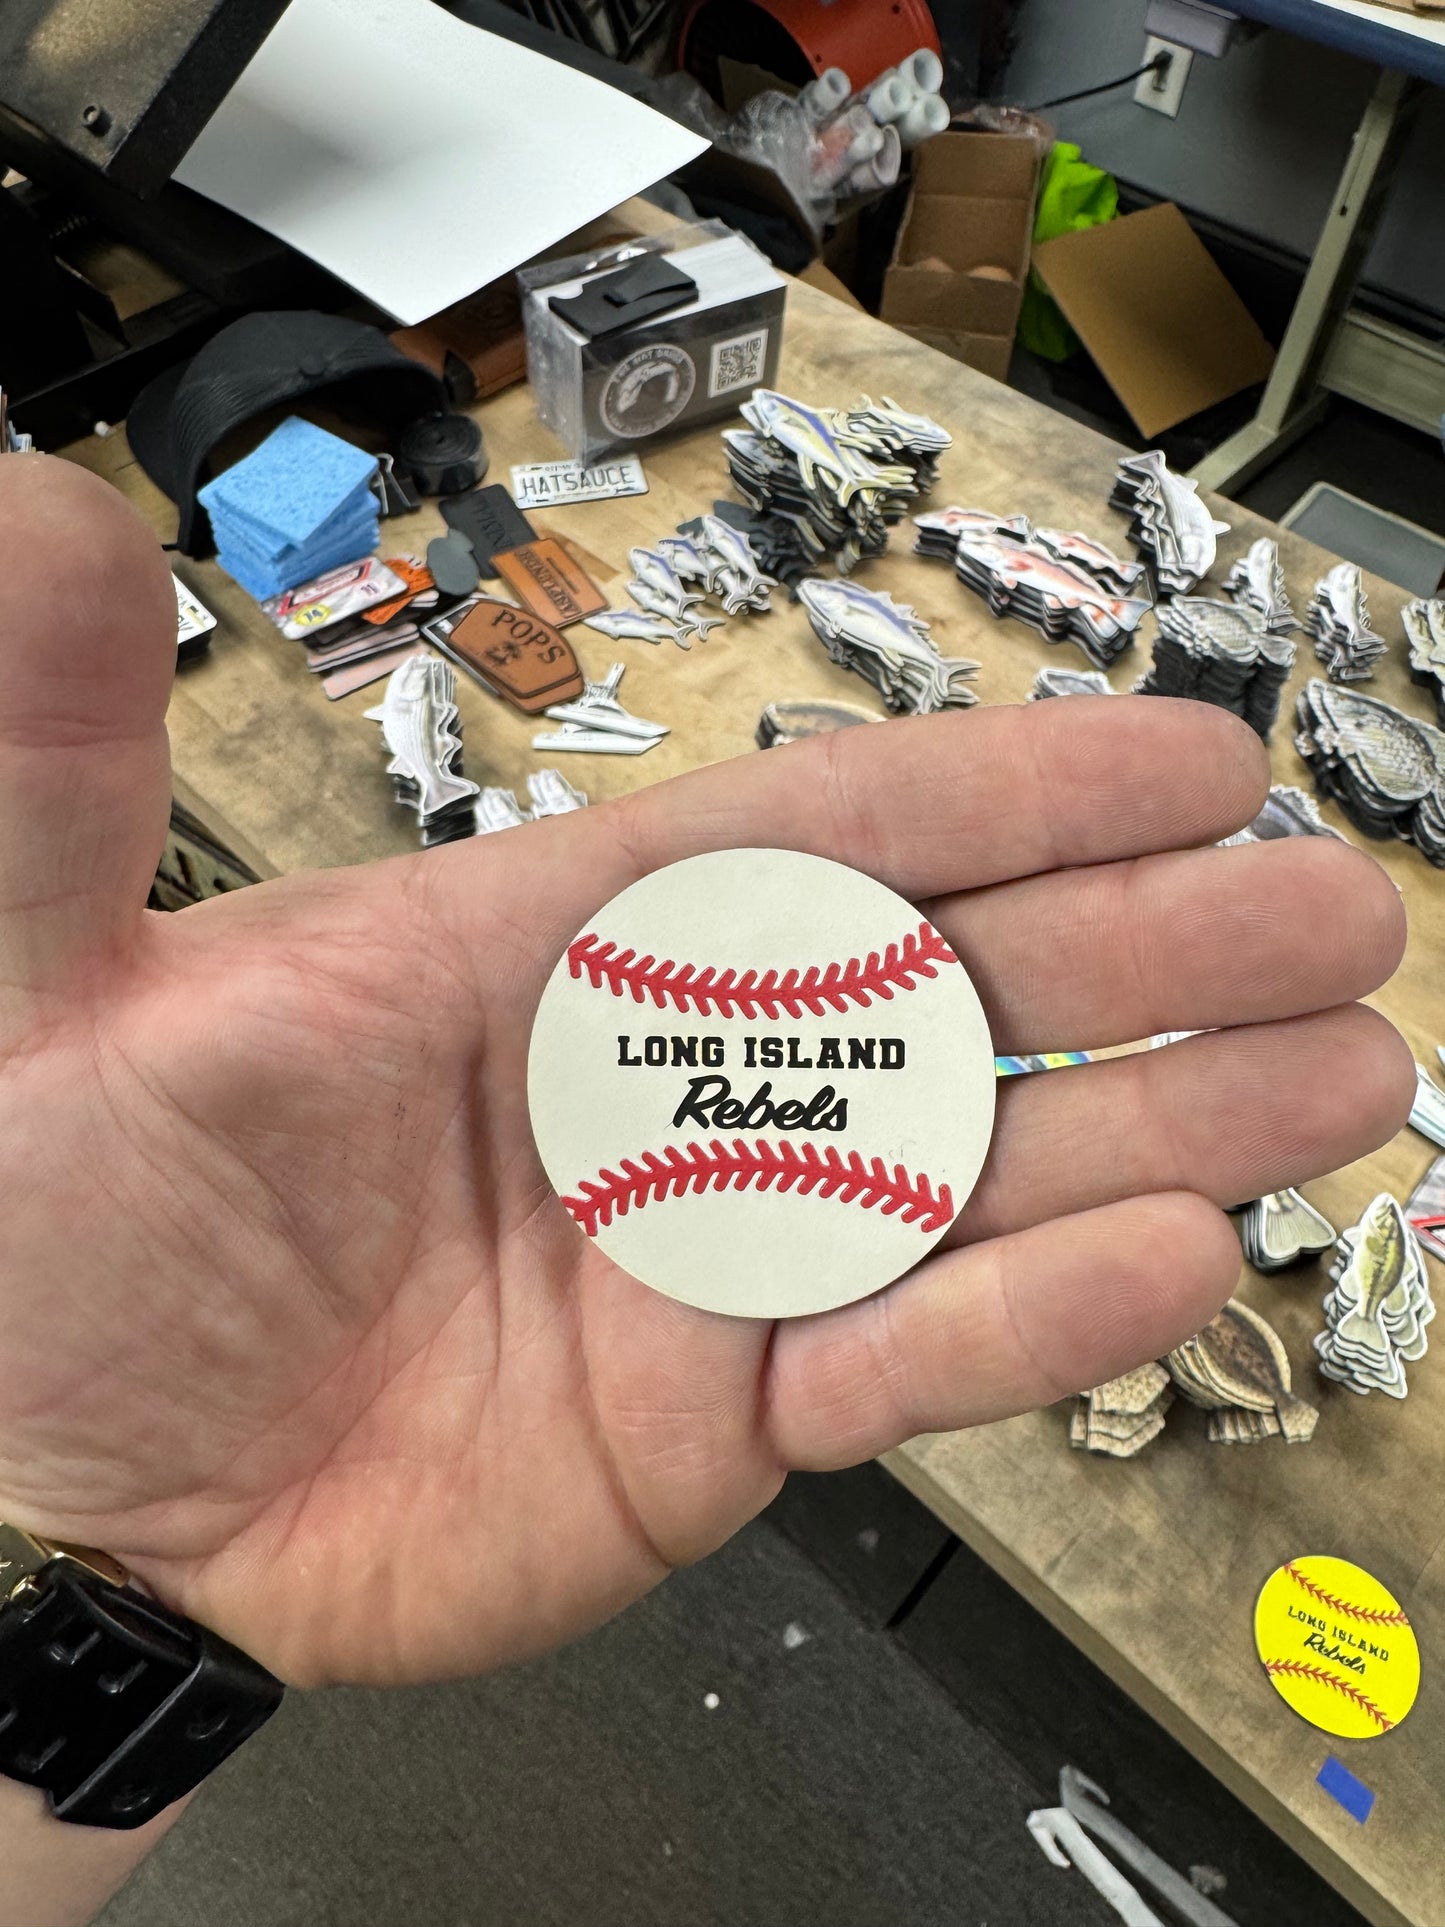 HATSAUCE
POPS
LONG ISLAND
Rebels
LONG ISLAND
Rebels